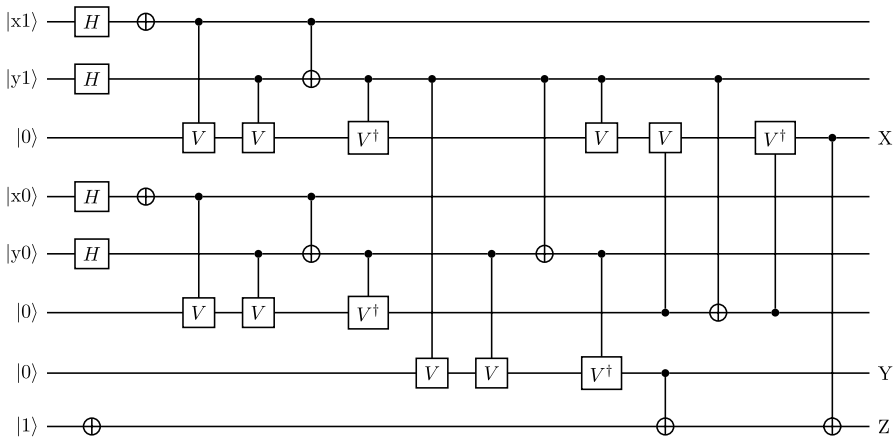 |x1⟩ H
|y1⟩ H
|0⟩ V V V† V V V† X
|x0⟩ H
|y0⟩ H
|0⟩ V V V†
|0⟩ V V V† Y
|1⟩ Z